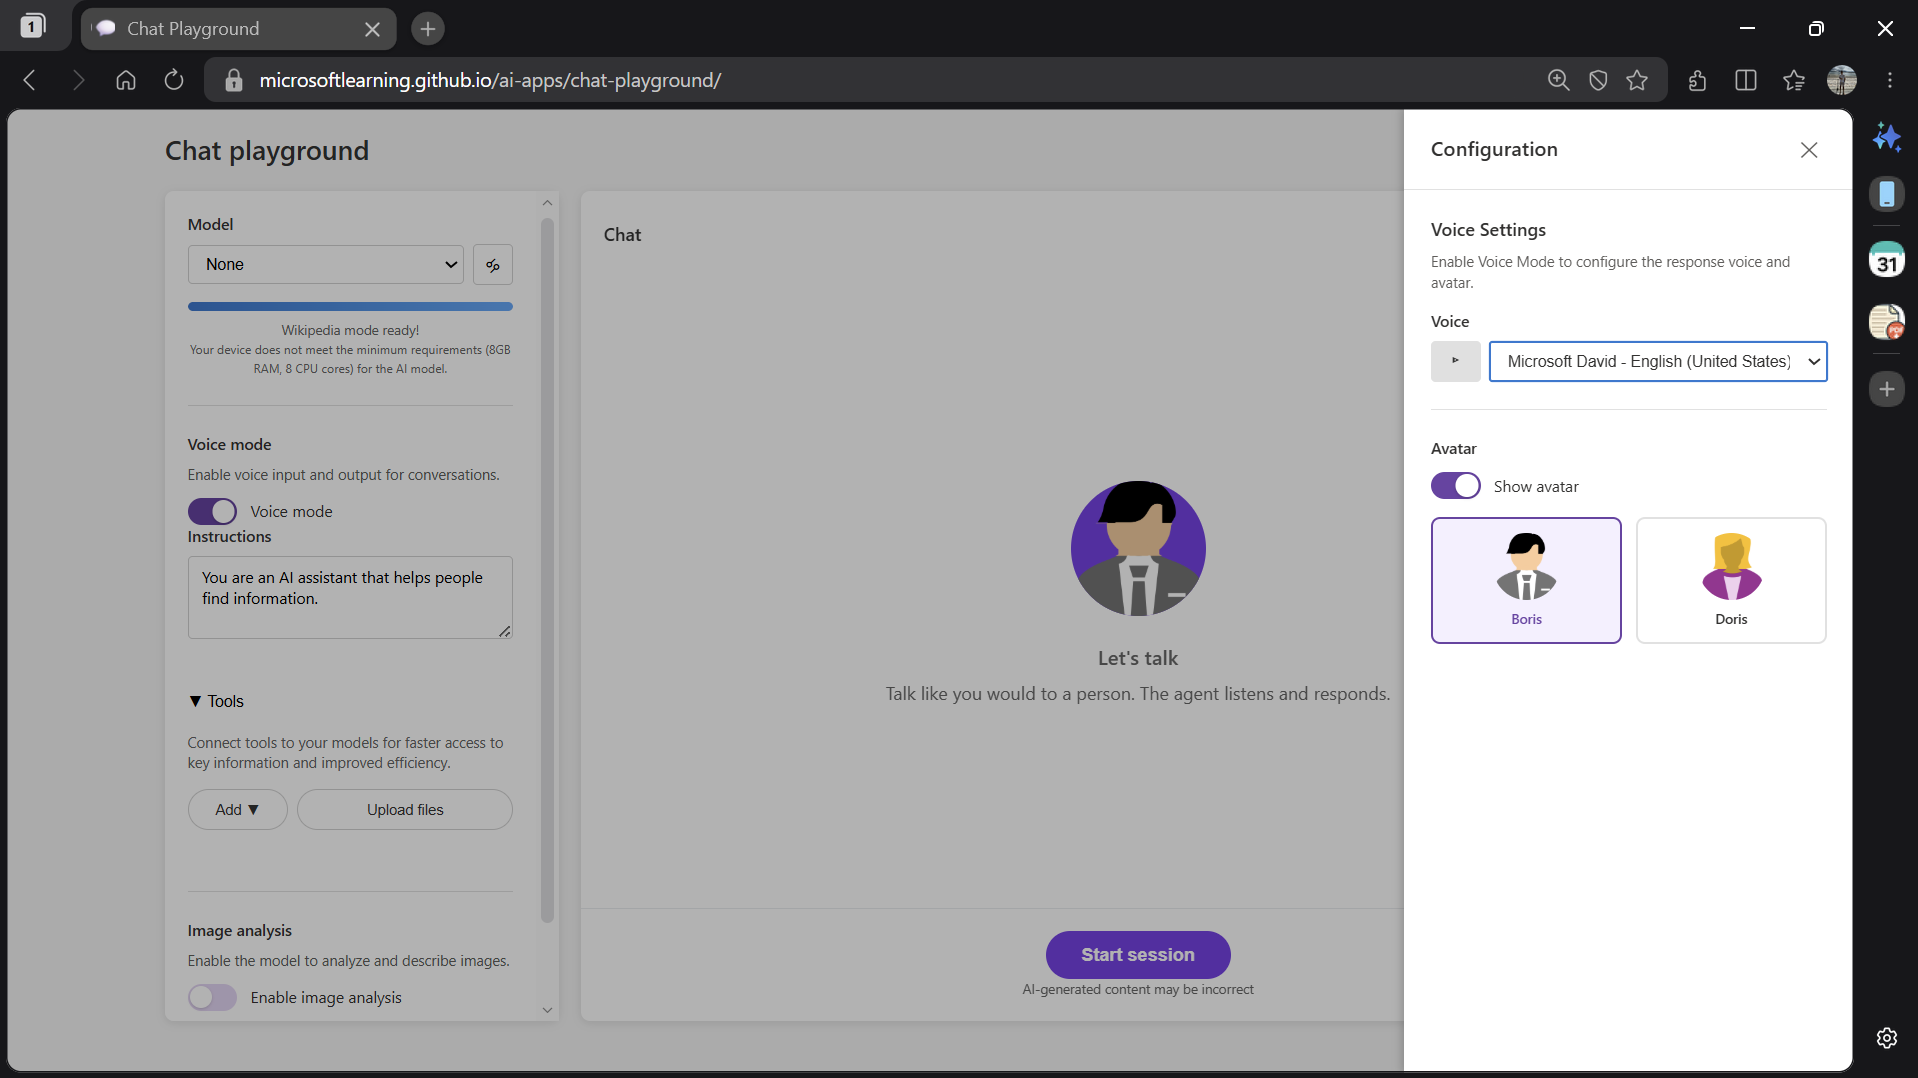 1
Chat Playground
microsoftlearning.github.io/ai-apps/chat-playground/
Chat playground
Model
None
Wikipedia mode ready!
Your device does not meet the minimum requirements (8GB
RAM, 8 CPU cores) for the AI model.
Voice mode
Enable voice input and output for conversations.
Voice mode
Instructions
You are an AI assistant that helps people
find information.
▼ Tools
Connect tools to your models for faster access to
key information and improved efficiency.
Add ▼
Upload files
Image analysis
Enable the model to analyze and describe images.
Enable image analysis
Chat
Let's talk
Talk like you would to a person. The agent listens and responds.
Start session
AI-generated content may be incorrect
Configuration
Voice Settings
Enable Voice Mode to configure the response voice and
avatar.
Voice
Microsoft David - English (United States)
Avatar
Show avatar
Boris
Doris
31
PDF